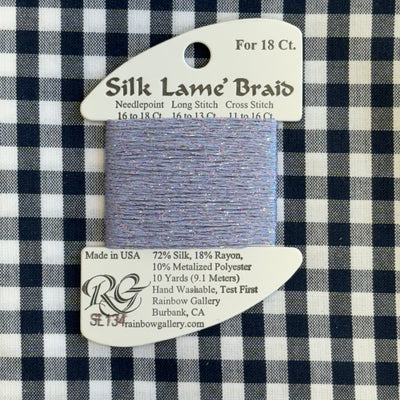 For 18 Ct.
Silk Lame' Braid
Needlepoint Long Stitch Cross Stitch
16 to 18 Ct. 16 to 13 Ct. 11 to 16 Ct.
Made in USA
72% Silk, 18% Rayon,
10% Metalized Polyester
10 Yards (9.1 Meters)
Hand Washable, Test First
Rainbow Gallery
Burbank, CA
rainbowgallery.com
RG
SL134